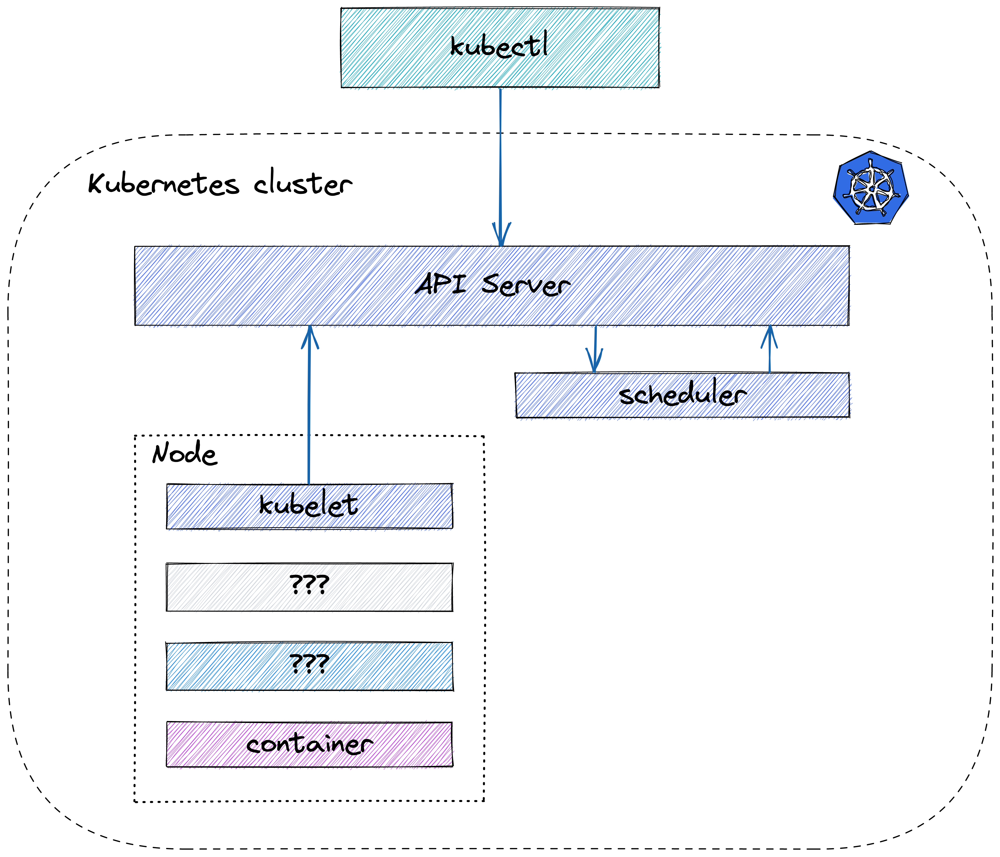 kubectl
Kubernetes cluster
API Server
scheduler
Node
kubelet
???
???
container